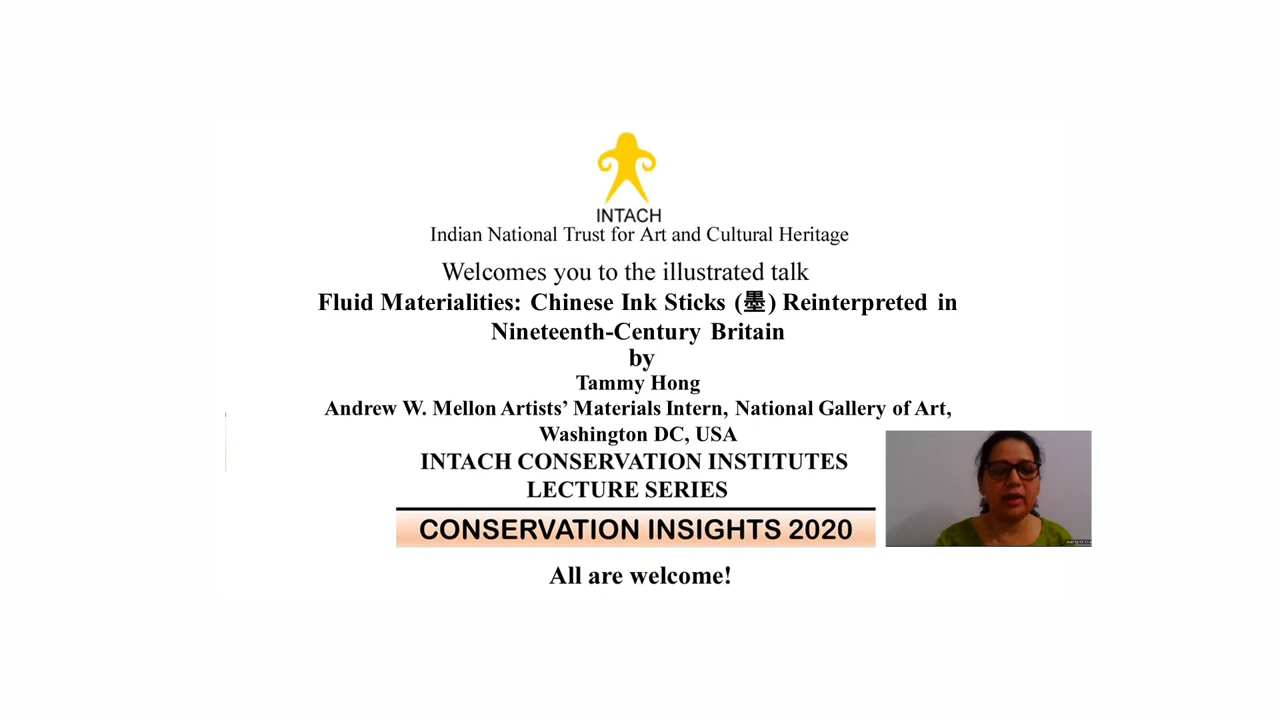 INTACH
Indian National Trust for Art and Cultural Heritage
Welcomes you to the illustrated talk
Fluid Materialities: Chinese Ink Sticks (墨) Reinterpreted in
Nineteenth-Century Britain
by
Tammy Hong
Andrew W. Mellon Artists’ Materials Intern, National Gallery of Art,
Washington DC, USA
INTACH CONSERVATION INSTITUTES
LECTURE SERIES
CONSERVATION INSIGHTS 2020
All are welcome!